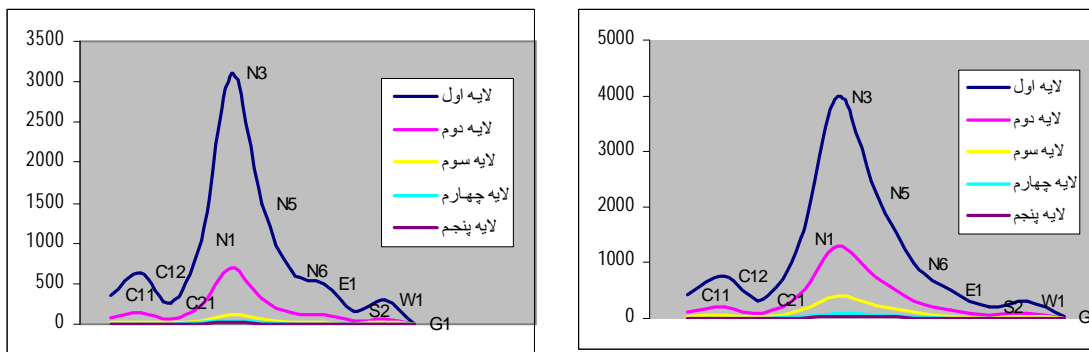 3500
3000
2500
2000
1500
1000
500
0
N3
N5
N1
C12
N6
C11
E1
C21
S2
W1
G1
لایه اول
لایه دوم
لایه سوم
لایه چهارم
لایه پنجم
5000
4000
3000
2000
1000
0
N3
N5
N1
C12
N6
C11
E1
C21
S2
W1
G
لایه اول
لایه دوم
لایه سوم
لایه چهارم
لایه پنجم